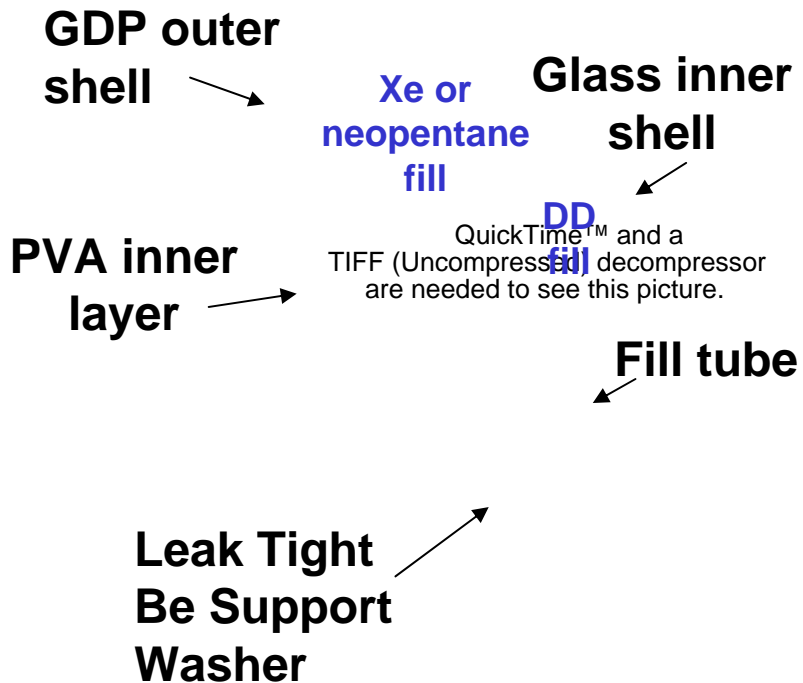 GDP outer
shell
Xe or
neopentane
fill
Glass inner
shell
DD
fill
QuickTime™ and a
TIFF (Uncompressed) decompressor
are needed to see this picture.
PVA inner
layer
Fill tube
Leak Tight
Be Support
Washer